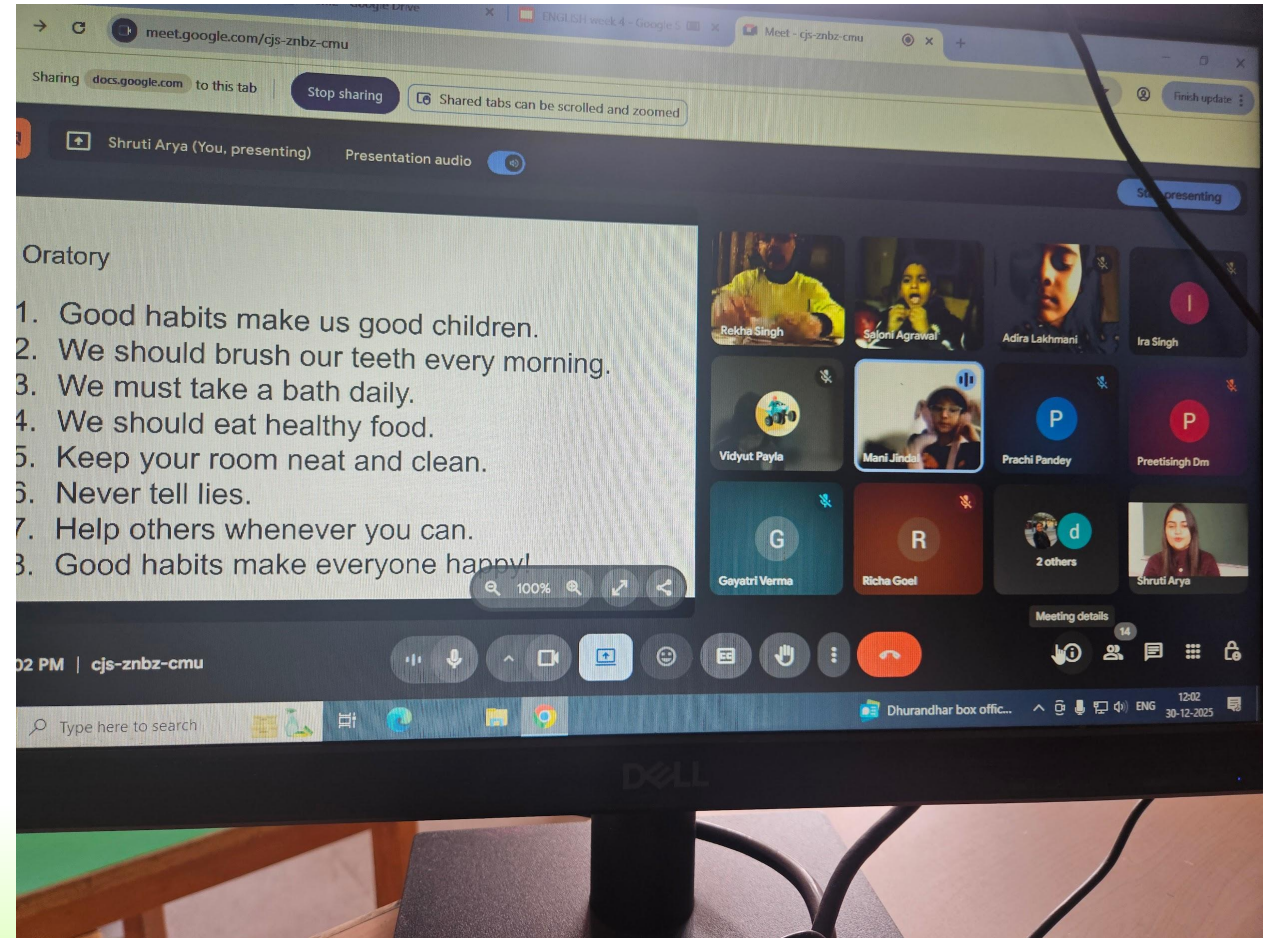 Google Drive
ENGLISH week 4 - Google S
Meet - cjs-znbz-cmu
meet.google.com/cjs-znbz-cmu
Finish update
Sharing docs.google.com to this tab
Stop sharing
Shared tabs can be scrolled and zoomed
Shruti Arya (You, presenting)
Presentation audio
presenting
Oratory
1. Good habits make us good children.
2. We should brush our teeth every morning.
3. We must take a bath daily.
4. We should eat healthy food.
5. Keep your room neat and clean.
6. Never tell lies.
7. Help others whenever you can.
8. Good habits make everyone happy!
100%
Rekha Singh
Saloni Agrawal
Adira Lakhmani
I
Ira Singh
Vidyut Payla
Mani Jindal
P
Prachi Pandey
P
Preetisingh Dm
G
Gayatri Verma
R
Richa Goel
d
2 others
Shruti Arya
Meeting details
14
02 PM | cjs-znbz-cmu
Type here to search
Dhurandhar box offic...
ENG
12:02
30-12-2025
DELL